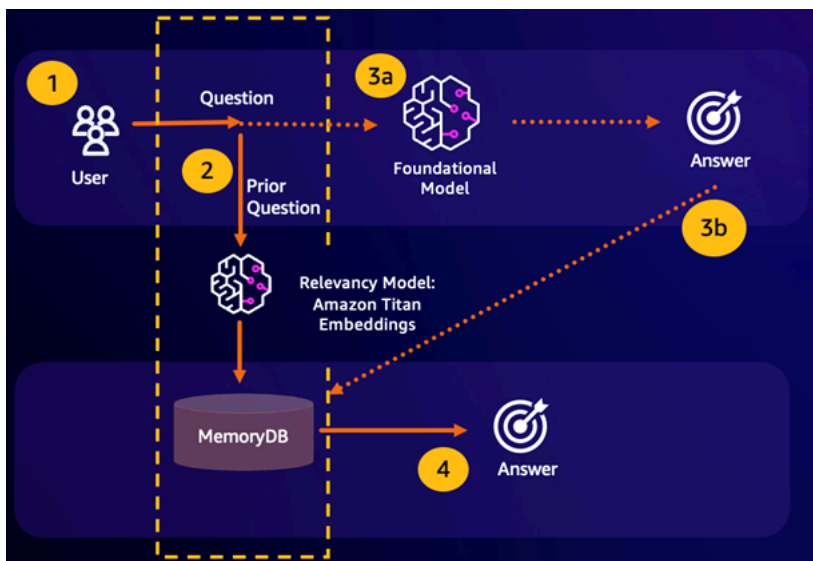 1
3a
Question
User
Foundational
Model
Answer
2
Prior
Question
3b
Relevancy Model:
Amazon Titan
Embeddings
MemoryDB
4
Answer